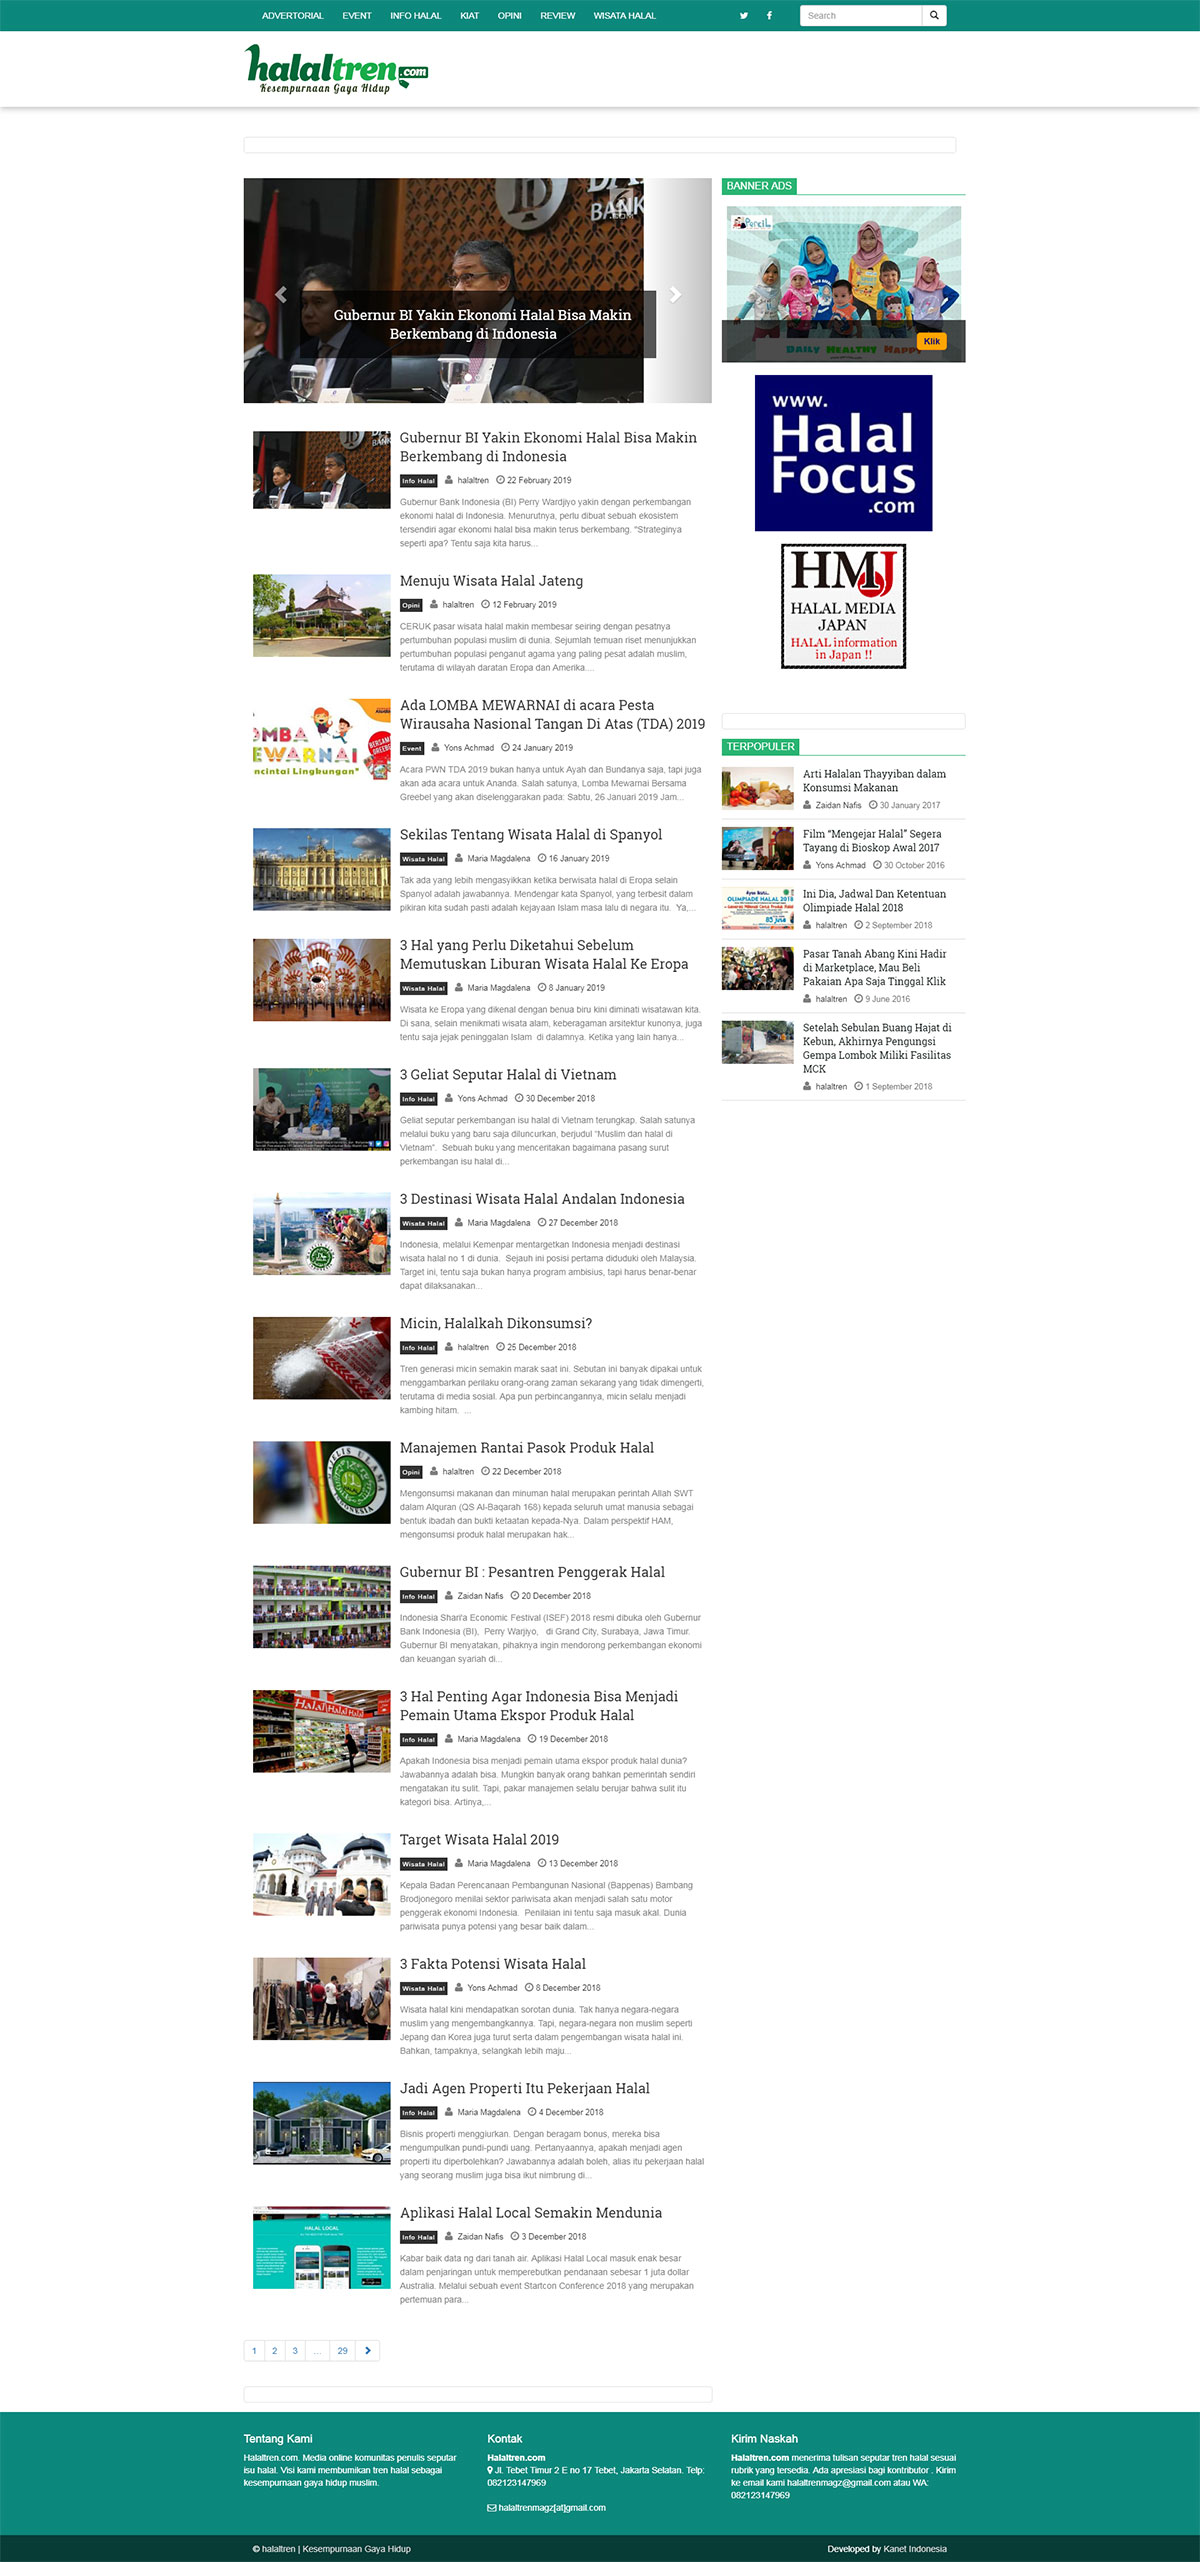 ADVERTORIAL EVENT INFO HALAL KIAT OPINI REVIEW WISATA HALAL Search
halaltren.com
Kesempurnaan Gaya Hidup
BANK
Gubernur BI Yakin Ekonomi Halal Bisa Makin
Berkembang di Indonesia
Gubernur BI Yakin Ekonomi Halal Bisa Makin
Berkembang di Indonesia
Info Halal halaltren 22 February 2019
Gubernur Bank Indonesia (BI) Perry Wardjiyo yakin dengan perkembangan
ekonomi halal di Indonesia. Menurutnya, perlu dibuat sebuah ekosistem
tersendiri agar ekonomi halal bisa makin terus berkembang. "Strateginya
seperti apa? Tentu saja kita harus...
Menuju Wisata Halal Jateng
Opini halaltren 12 February 2019
CERUK pasar wisata halal makin membesar seiring dengan pesatnya
pertumbuhan populasi muslim di dunia. Sejumlah temuan riset menunjukkan
pertumbuhan populasi penganut agama yang paling pesat adalah muslim,
terutama di wilayah daratan Eropa dan Amerika....
OMBA
EWARNAI
ncintai Lingkungan"
Ada LOMBA MEWARNAI di acara Pesta
Wirausaha Nasional Tangan Di Atas (TDA) 2019
Event Yons Achmad 24 January 2019
Acara PWN TDA 2019 bukan hanya untuk Ayah dan Bundanya saja, tapi juga
akan ada acara untuk Ananda. Salah satunya, Lomba Mewarnai Bersama
Greebel yang akan diselenggarakan pada: Sabtu, 26 Januari 2019 Jam...
Sekilas Tentang Wisata Halal di Spanyol
Wisata Halal Maria Magdalena 16 January 2019
Tak ada yang lebih mengasyikkan ketika berwisata halal di Eropa selain
Spanyol adalah jawabannya. Mendengar kata Spanyol, yang terbesit dalam
pikiran kita sudah pasti adalah kejayaan Islam masa lalu di negara itu. Ya,...
3 Hal yang Perlu Diketahui Sebelum
Memutuskan Liburan Wisata Halal Ke Eropa
Wisata Halal Maria Magdalena 8 January 2019
Wisata ke Eropa yang dikenal dengan benua biru kini diminati wisatawan kita.
Di sana, selain menikmati wisata alam, keberagaman arsitektur kunonya, juga
tentu saja jejak peninggalan Islam di dalamnya. Ketika yang lain hanya...
3 Geliat Seputar Halal di Vietnam
Info Halal Yons Achmad 30 December 2018
Geliat seputar perkembangan isu halal di Vietnam terungkap. Salah satunya
melalui buku yang baru saja diluncurkan, berjudul "Muslim dan halal di
Vietnam". Sebuah buku yang menceritakan bagaimana pasang surut
perkembangan isu halal di...
3 Destinasi Wisata Halal Andalan Indonesia
Wisata Halal Maria Magdalena 27 December 2018
Indonesia, melalui Kemenpar mentargetkan Indonesia menjadi destinasi
wisata halal no 1 di dunia. Sejauh ini posisi pertama diduduki oleh Malaysia.
Target ini, tentu saja bukan hanya program ambisius, tapi harus benar-benar
dapat dilaksanakan...
Micin, Halalkah Dikonsumsi?
Info Halal halaltren 25 December 2018
Tren generasi micin semakin marak saat ini. Sebutan ini banyak dipakai untuk
menggambarkan perilaku orang-orang zaman sekarang yang tidak dimengerti,
terutama di media sosial. Apa pun perbincangannya, micin selalu menjadi
kambing hitam. ...
Manajemen Rantai Pasok Produk Halal
Opini halaltren 22 December 2018
Mengonsumsi makanan dan minuman halal merupakan perintah Allah SWT
dalam Alquran (QS Al-Baqarah 168) kepada seluruh umat manusia sebagai
bentuk ibadah dan bukti ketaatan kepada-Nya. Dalam perspektif HAM,
mengonsumsi produk halal merupakan hak...
Gubernur BI : Pesantren Penggerak Halal
Info Halal Zaidan Nafis 20 December 2018
Indonesia Shari'a Economic Festival (ISEF) 2018 resmi dibuka oleh Gubernur
Bank Indonesia (BI), Perry Warjiyo, di Grand City, Surabaya, Jawa Timur.
Gubernur BI menyatakan, pihaknya ingin mendorong perkembangan ekonomi
dan keuangan syariah di...
Halal Halal Halal
3 Hal Penting Agar Indonesia Bisa Menjadi
Pemain Utama Ekspor Produk Halal
Info Halal Maria Magdalena 19 December 2018
Apakah Indonesia bisa menjadi pemain utama ekspor produk halal dunia?
Jawabannya adalah bisa. Mungkin banyak orang bahkan pemerintah sendiri
mengatakan itu sulit. Tapi, pakar manajemen selalu berujar bahwa sulit itu
kategori bisa. Artinya,...
Target Wisata Halal 2019
Wisata Halal Maria Magdalena 13 December 2018
Kepala Badan Perencanaan Pembangunan Nasional (Bappenas) Bambang
Brodjonegoro menilai sektor pariwisata akan menjadi salah satu motor
penggerak ekonomi Indonesia. Penilaian ini tentu saja masuk akal. Dunia
pariwisata punya potensi yang besar baik dalam...
3 Fakta Potensi Wisata Halal
Wisata Halal Yons Achmad 8 December 2018
Wisata halal kini mendapatkan sorotan dunia. Tak hanya negara-negara
muslim yang mengembangkannya. Tapi, negara-negara non muslim seperti
Jepang dan Korea juga turut serta dalam pengembangan wisata halal ini.
Bahkan, tampaknya, selangkah lebih maju...
Jadi Agen Properti Itu Pekerjaan Halal
Info Halal Maria Magdalena 4 December 2018
Bisnis properti menggiurkan. Dengan beragam bonus, mereka bisa
mengumpulkan pundi-pundi uang. Pertanyaannya, apakah menjadi agen
properti itu diperbolehkan? Jawabannya adalah boleh, alias itu pekerjaan halal
yang seorang muslim juga bisa ikut nimbrung di...
HALAL LOCAL
Aplikasi Halal Local Semakin Mendunia
Info Halal Zaidan Nafis 3 December 2018
Kabar baik data ng dari tanah air. Aplikasi Halal Local masuk enak besar
dalam penjaringan untuk memperebutkan pendanaan sebesar 1 juta dollar
Australia. Melalui sebuah event Startcon Conference 2018 yang merupakan
pertemuan para...
1 2 3 ... 29
BANNER ADS
PerciL
DAILY HEALTHY HAPPY
Klik
www.
Halal
Focus
.com
HMJ
HALAL MEDIA
JAPAN
HALAL information
in Japan !!
TERPOPULER
Arti Halalan Thayyiban dalam
Konsumsi Makanan
Zaidan Nafis 30 January 2017
Film “Mengejar Halal” Segera
Tayang di Bioskop Awal 2017
Yons Achmad 30 October 2016
OLIMPIADE HALAL 2018
Ini Dia, Jadwal Dan Ketentuan
Olimpiade Halal 2018
halaltren 2 September 2018
Pasar Tanah Abang Kini Hadir
di Marketplace, Mau Beli
Pakaian Apa Saja Tinggal Klik
halaltren 9 June 2016
Setelah Sebulan Buang Hajat di
Kebun, Akhirnya Pengungsi
Gempa Lombok Miliki Fasilitas
MCK
halaltren 1 September 2018
Tentang Kami
Halaltren.com. Media online komunitas penulis seputar
isu halal. Visi kami membumikan tren halal sebagai
kesempurnaan gaya hidup muslim.
Kontak
Halaltren.com
Jl. Tebet Timur 2 E no 17 Tebet, Jakarta Selatan. Telp:
082123147969
halaltrenmagz[at]gmail.com
Kirim Naskah
Halaltren.com menerima tulisan seputar tren halal sesuai
rubrik yang tersedia. Ada apresiasi bagi kontributor . Kirim
ke email kami halaltrenmagz@gmail.com atau WA:
082123147969
© halaltren | Kesempurnaan Gaya Hidup
Developed by Kanet Indonesia